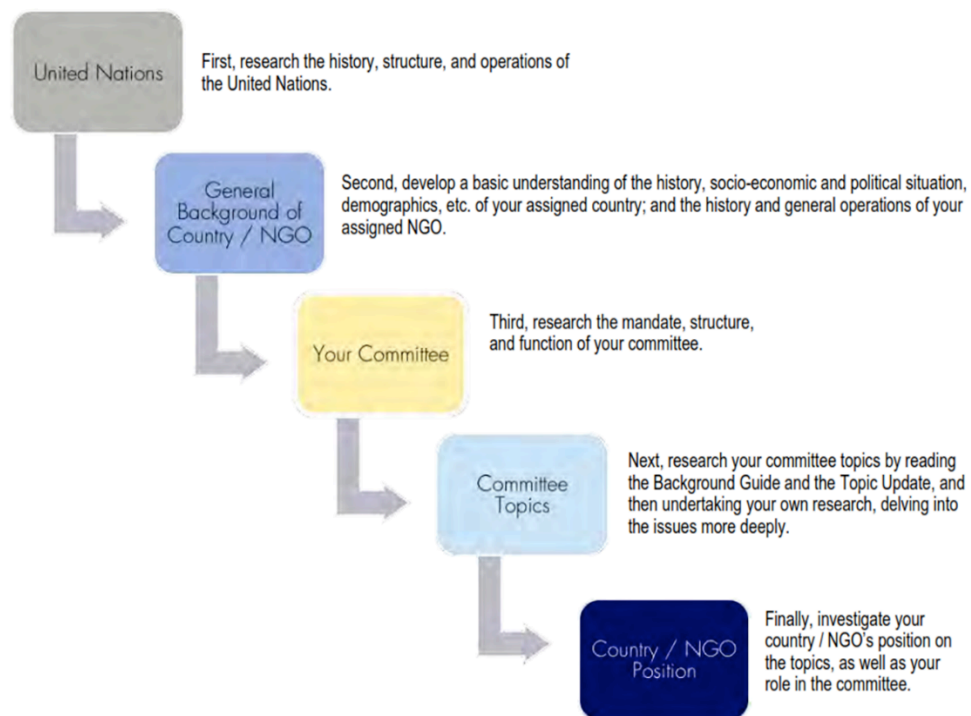 United Nations
First, research the history, structure, and operations of
the United Nations.
General
Background of
Country / NGO
Second, develop a basic understanding of the history, socio-economic and political situation,
demographics, etc. of your assigned country; and the history and general operations of your
assigned NGO.
Your Committee
Third, research the mandate, structure,
and function of your committee.
Committee
Topics
Next, research your committee topics by reading
the Background Guide and the Topic Update, and
then undertaking your own research, delving into
the issues more deeply.
Country / NGO
Position
Finally, investigate your
country / NGO's position on
the topics, as well as your
role in the committee.